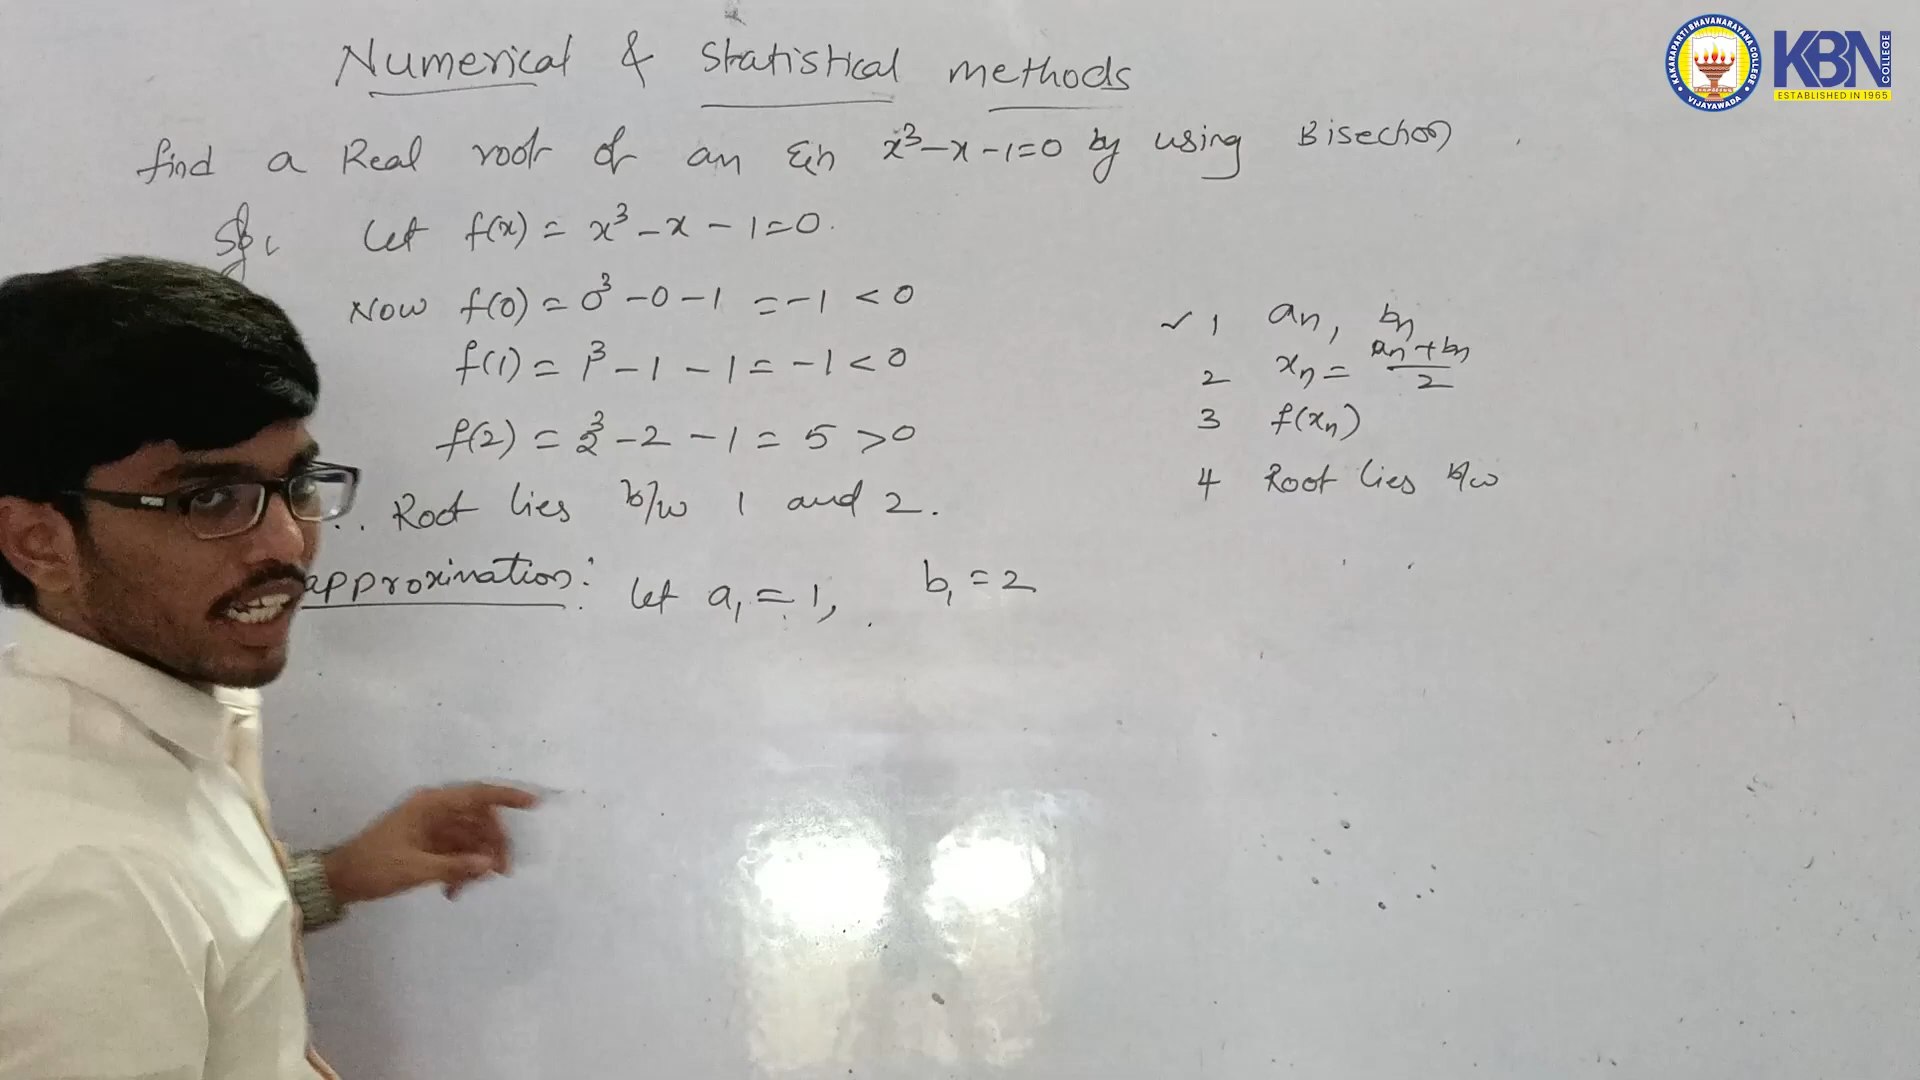 Numerical & Statistical methods
find a Real root of an Eqn x³-x-1=0 by using Bisection
Sol: Let f(x) = x³-x-1=0.
Now f(0) = 0³-0-1 = -1 < 0
f(1) = 1³-1-1 = -1 < 0
f(2) = 2³-2-1 = 5 > 0
∴ Root lies b/w 1 and 2.
approximation: Let a₁ = 1, b₁ = 2
✓ 1 an, bn
2 xn = (an + bn)/2
3 f(xn)
4 Root lies b/w
KAKARAPARTI BHAVANARAYANA COLLEGE
VIJAYAWADA
KBN COLLEGE
ESTABLISHED IN 1965